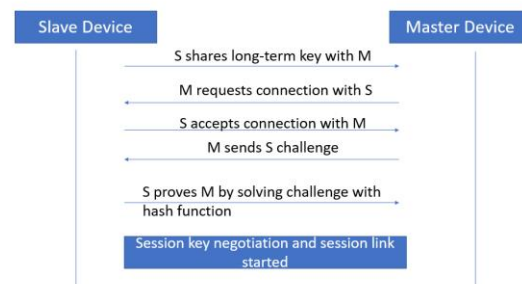 Slave Device
Master Device
S shares long-term key with M
M requests connection with S
S accepts connection with M
M sends S challenge
S proves M by solving challenge with
hash function
Session key negotiation and session link
started